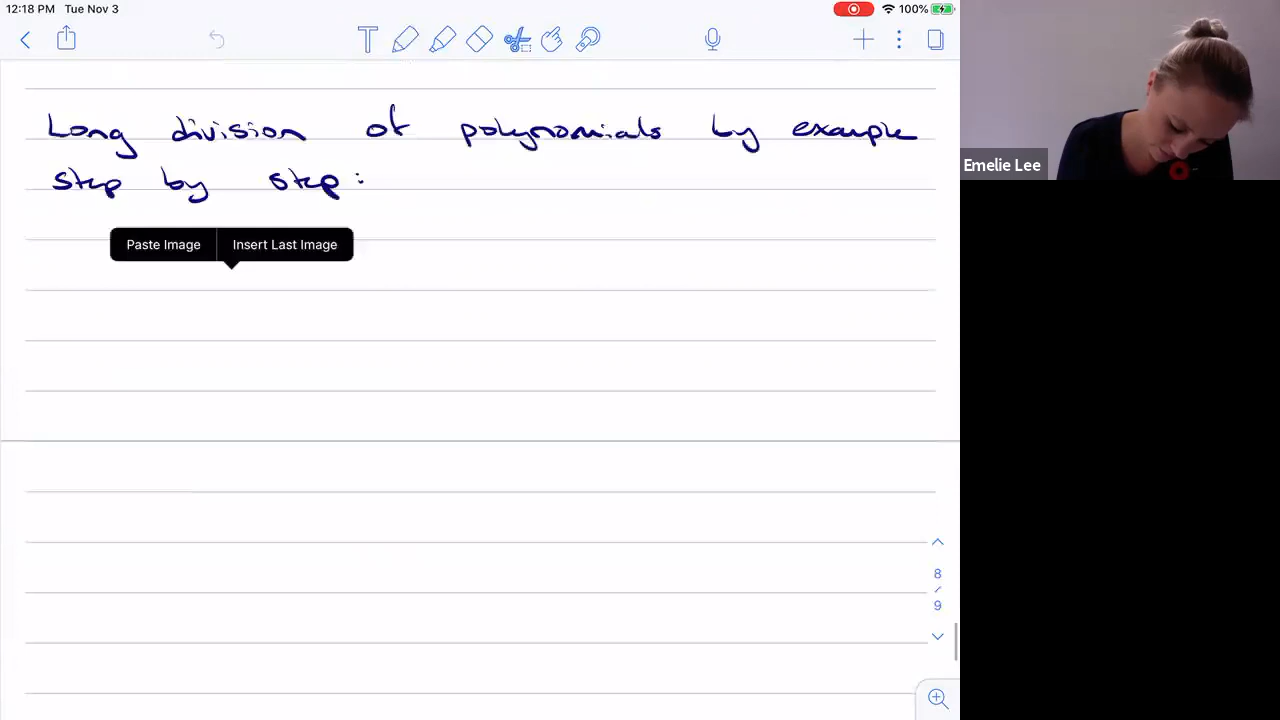 12:18 PM Tue Nov 3
100%
Long division of polynomials by example
step by step:
Paste Image Insert Last Image
Emelie Lee
8
/
9